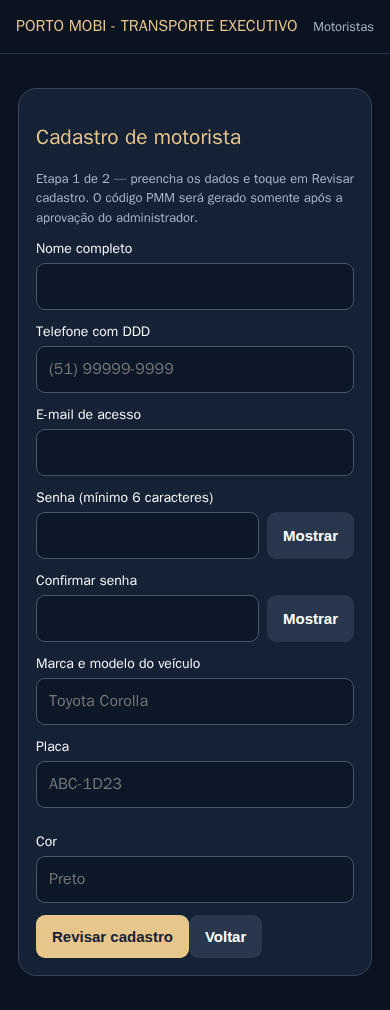 PORTO MOBI - TRANSPORTE EXECUTIVO Motoristas
Cadastro de motorista
Etapa 1 de 2 — preencha os dados e toque em Revisar
cadastro. O código PMM será gerado somente após a
aprovação do administrador.
Nome completo
Telefone com DDD
(51) 99999-9999
E-mail de acesso
Senha (mínimo 6 caracteres)
Mostrar
Confirmar senha
Mostrar
Marca e modelo do veículo
Toyota Corolla
Placa
ABC-1D23
Cor
Preto
Revisar cadastro Voltar